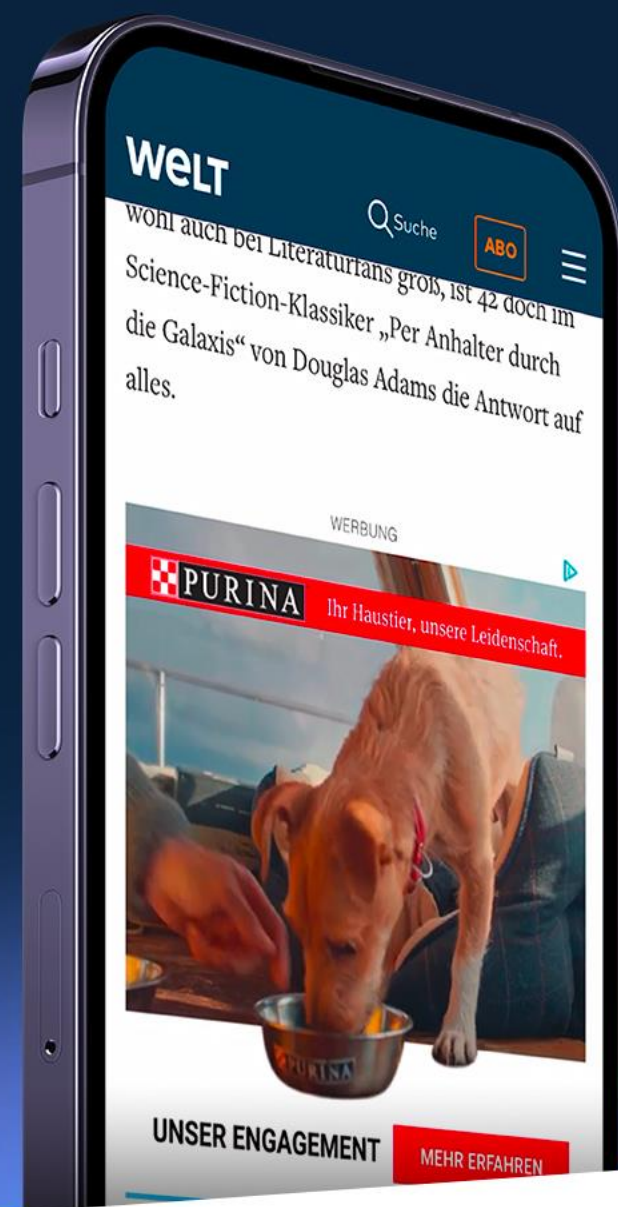 WELT
Suche
ABO
wohl auch bei Literaturfans groß, ist 42 doch im
Science-Fiction-Klassiker „Per Anhalter durch
die Galaxis“ von Douglas Adams die Antwort auf
alles.
WERBUNG
PURINA
Ihr Haustier, unsere Leidenschaft.
PURINA
UNSER ENGAGEMENT
MEHR ERFAHREN